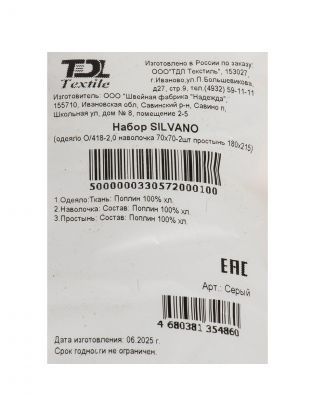 TDL
Textile
Изготовлено в России по заказу:
ООО"ТДЛ Текстиль", 153027,
г.Иваново,ул.П.Большевикова,
д27, стр.9, тел.(4932) 59-11-11
Изготовитель: ООО "Швейная фабрика "Надежда",
155710, Ивановская обл, Савинский р-н, Савино п,
Школьная ул, дом № 8, помещение 2-5
Набор SILVANO
(одеяло О/418-2,0 наволочка 70х70-2шт простынь 180х215)
5000000330572000100
1.Одеяло:Ткань: Поплин 100% хл.
2.Наволочка: Состав: Поплин 100% хл.
3.Простынь: Состав: Поплин 100% хл.
EAC
Арт.: Серый
4 680381 354860
Дата изготовления: 06.2025 г.
Срок годности не ограничен.